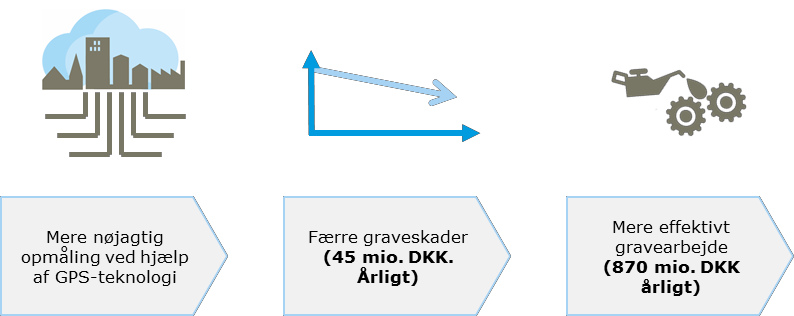 Mere nøjagtig
opmåling ved hjælp
af GPS-teknologi
Færre graveskader
(45 mio. DKK.
Årligt)
Mere effektivt
gravearbejde
(870 mio. DKK
årligt)